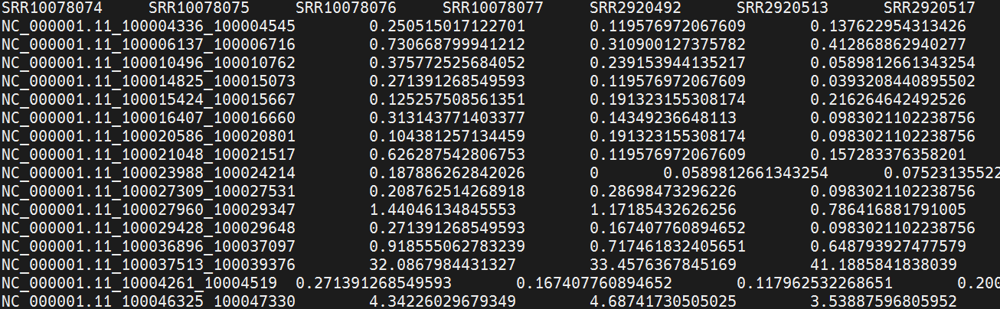 SRR10078074 SRR10078075 SRR10078076 SRR10078077 SRR2920492 SRR2920513 SRR2920517
NC_000001.11_100004336_100004545 0.250515017122701 0.119576972067609 0.137622954313426
NC_000001.11_100006137_100006716 0.730668799941212 0.310900127375782 0.412868862940277
NC_000001.11_100010496_100010762 0.375772525684052 0.239153944135217 0.0589812661343254
NC_000001.11_100014825_100015073 0.271391268549593 0.119576972067609 0.0393208440895502
NC_000001.11_100015424_100015667 0.125257508561351 0.191323155308174 0.216264642492526
NC_000001.11_100016407_100016660 0.313143771403377 0.14349236648113 0.0983021102238756
NC_000001.11_100020586_100020801 0.104381257134459 0.191323155308174 0.0983021102238756
NC_000001.11_100021048_100021517 0.626287542806753 0.119576972067609 0.157283376358201
NC_000001.11_100023988_100024214 0.187886262842026 0 0.0589812661343254 0.07523135522
NC_000001.11_100027309_100027531 0.208762514268918 0.28698473296226 0.0983021102238756
NC_000001.11_100027960_100029347 1.44046134845553 1.17185432626256 0.786416881791005
NC_000001.11_100029428_100029648 0.271391268549593 0.167407760894652 0.0983021102238756
NC_000001.11_100036896_100037097 0.918555062783239 0.717461832405651 0.648793927477579
NC_000001.11_100037513_100039376 32.0867984431327 33.4576367845169 41.1885841838039
NC_000001.11_10004261_10004519 0.271391268549593 0.167407760894652 0.117962532268651 0.200
NC_000001.11_100046325_100047330 4.34226029679349 4.68741730505025 3.53887596805952